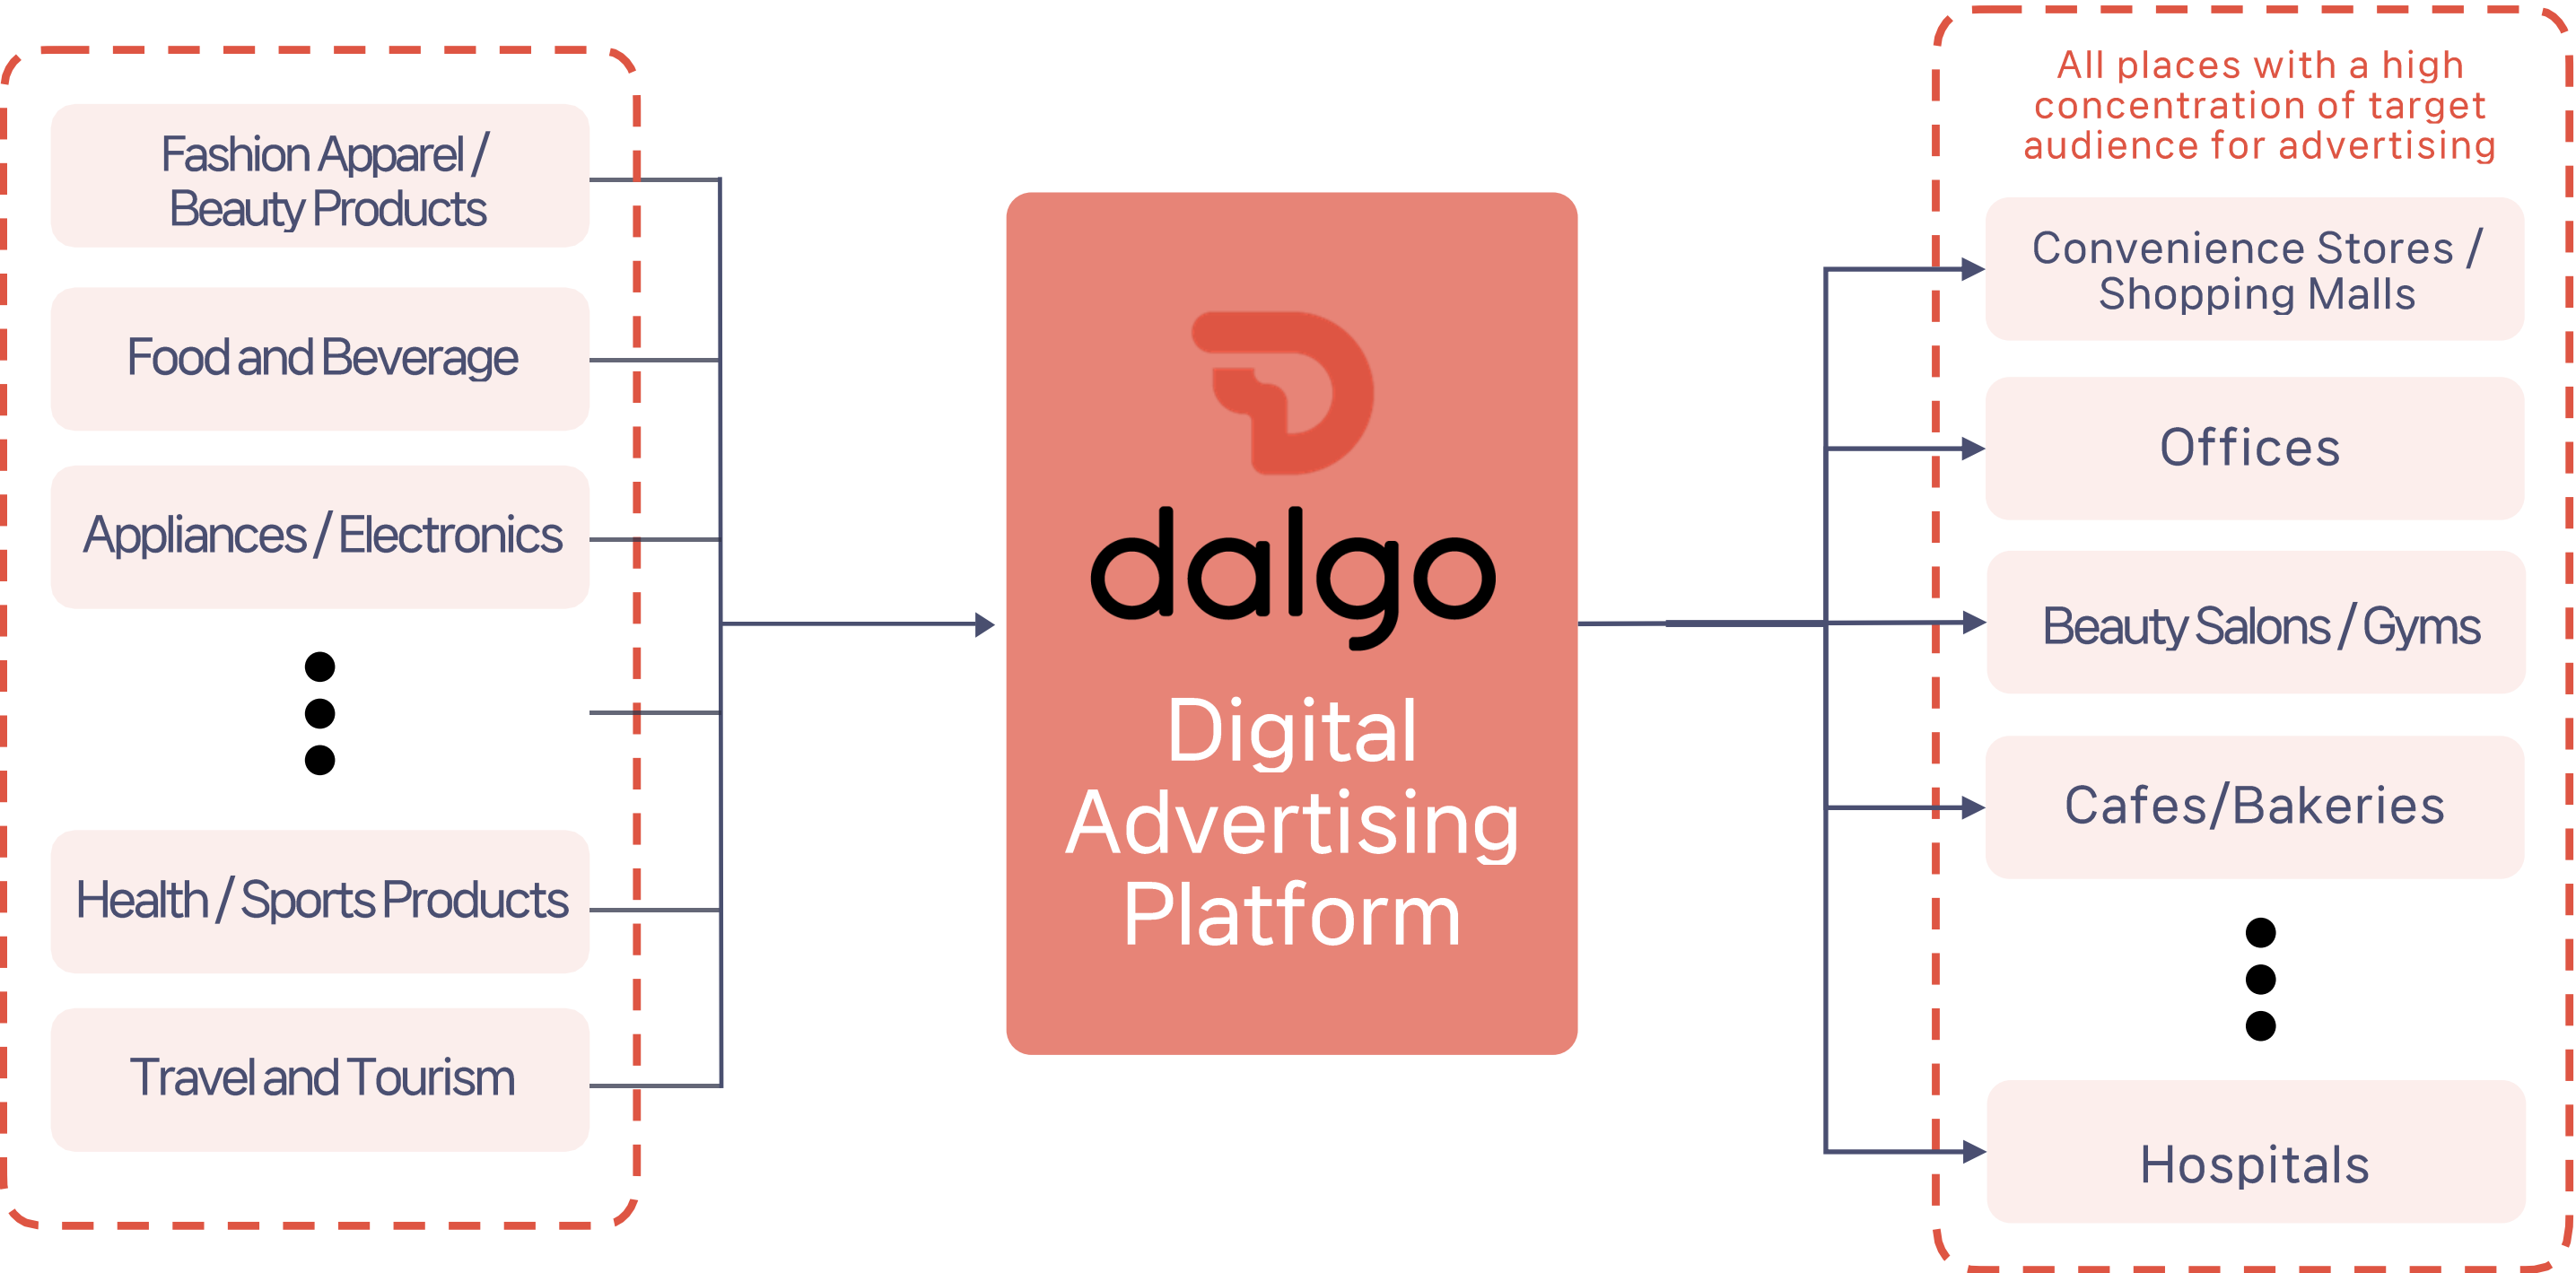 Fashion Apparel /
Beauty Products
Food and Beverage
Appliances / Electronics
Health / Sports Products
Travel and Tourism
dalgo
Digital
Advertising
Platform
All places with a high
concentration of target
audience for advertising
Convenience Stores /
Shopping Malls
Offices
Beauty Salons / Gyms
Cafes/Bakeries
Hospitals